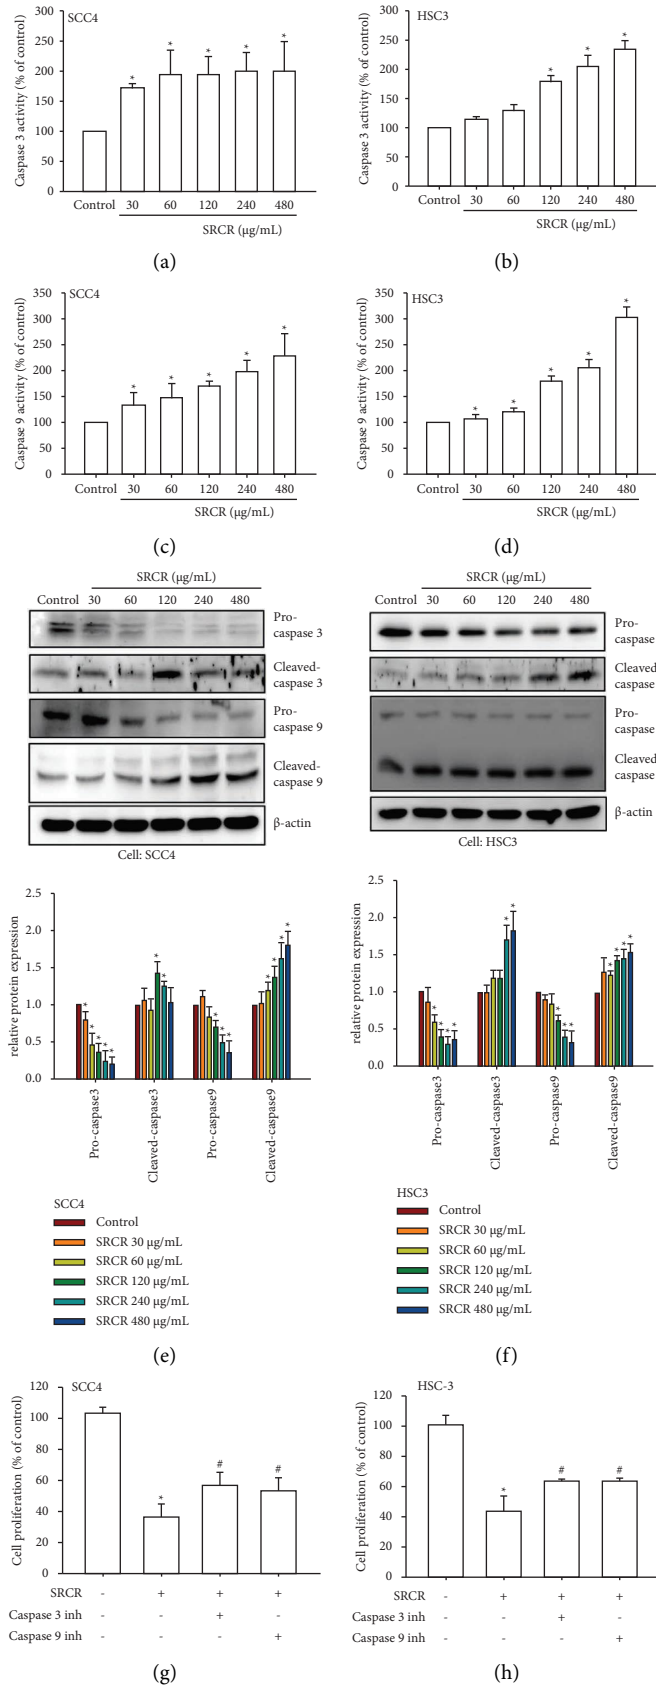 SCC4
Caspase 3 activity (% of control)
300
250
200
150
100
50
0
* * * * *
Control 30 60 120 240 480
SRCR (µg/mL)
(a)
HSC3
Caspase 3 activity (% of control)
300
250
200
150
100
50
0
* * *
Control 30 60 120 240 480
SRCR (µg/mL)
(b)
SCC4
Caspase 9 activity (% of control)
350
300
250
200
150
100
50
0
* * * * *
Control 30 60 120 240 480
SRCR (µg/mL)
(c)
HSC3
Caspase 9 activity (% of control)
350
300
250
200
150
100
50
0
* * * * *
Control 30 60 120 240 480
SRCR (µg/mL)
(d)
SRCR (µg/mL)
Control 30 60 120 240 480
Pro-
caspase 3
Cleaved-
caspase 3
Pro-
caspase 9
Cleaved-
caspase 9
β-actin
Cell: SCC4
relative protein expression
2.5
2.0
1.5
1.0
0.5
0.0
* * * * * * * * * * * * * * *
Pro-caspase3
Cleaved-caspase3
Pro-caspase9
Cleaved-caspase9
SCC4
Control
SRCR 30 µg/mL
SRCR 60 µg/mL
SRCR 120 µg/mL
SRCR 240 µg/mL
SRCR 480 µg/mL
(e)
SRCR (µg/mL)
Control 30 60 120 240 480
Pro-
caspase
Cleaved
caspase
Pro-
caspase
Cleaved
caspase
β-actin
Cell: HSC3
relative protein expression
2.5
2.0
1.5
1.0
0.5
0.0
* * * * * * * * * * * * *
Pro-caspase3
Cleaved-caspase3
Pro-caspase9
Cleaved-caspase9
HSC3
Control
SRCR 30 µg/mL
SRCR 60 µg/mL
SRCR 120 µg/mL
SRCR 240 µg/mL
SRCR 480 µg/mL
(f)
SCC4
Cell proliferation (% of control)
120
100
80
60
40
20
0
* # #
SRCR - + + +
Caspase 3 inh - - + -
Caspase 9 inh - - - +
(g)
HSC-3
Cell proliferation (% of control)
120
100
80
60
40
20
0
* # #
SRCR - + + +
Caspase 3 inh - - + -
Caspase 9 inh - - - +
(h)